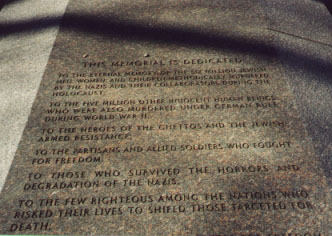 THIS MEMORIAL IS DEDICATED
TO THE ETERNAL MEMORY OF THE SIX MILLION JEWISH
MEN, WOMEN AND CHILDREN METHODICALLY MURDERED
BY THE NAZIS AND THEIR COLLABORATORS DURING THE
HOLOCAUST;
TO THE FIVE MILLION OTHER INNOCENT HUMAN BEINGS
WHO WERE ALSO MURDERED UNDER GERMAN RULE
DURING WORLD WAR II;
TO THE HEROES OF THE GHETTOS AND THE JEWISH
ARMED RESISTANCE;
TO THE PARTISANS AND ALLIED SOLDIERS WHO FOUGHT
FOR FREEDOM;
TO THOSE WHO SURVIVED THE HORRORS AND
DEGRADATION OF THE NAZIS.
TO THE FEW RIGHTEOUS AMONG THE NATIONS WHO
RISKED THEIR LIVES TO SHIELD THOSE TARGETED FOR
DEATH.